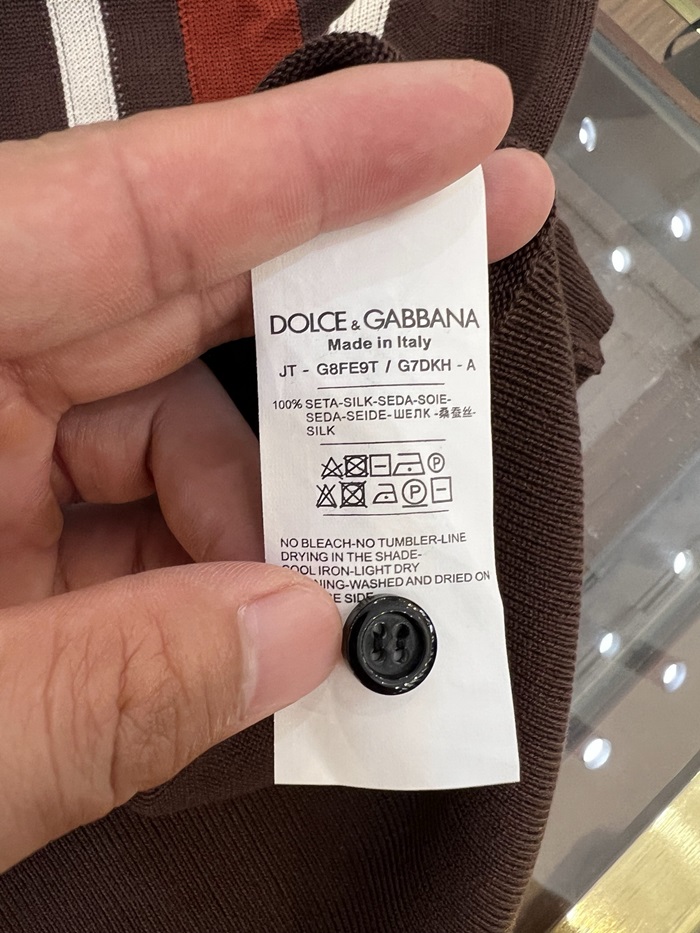 DOLCE & GABBANA
Made in Italy
JT - G8FE9T / G7DKH - A
100% SETA-SILK-SEDA-SOIE-
SEDA-SEIDE-ШЕЛК-桑蚕丝-
SILK
P
P
NO BLEACH-NO TUMBLER-LINE
DRYING IN THE SHADE-
COOL IRON-LIGHT DRY
WASHED AND DRIED ON
SIDE